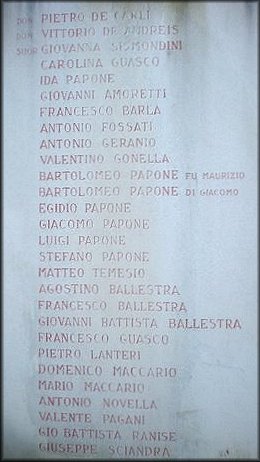 DON PIETRO DE CARLI
DON VITTORIO DE ANDREIS
SUOR GIOVANNA SISMONDINI
CAROLINA GUASCO
IDA PAPONE
GIOVANNI AMORETTI
FRANCESCO BARLA
ANTONIO FOSSATI
ANTONIO GERANIO
VALENTINO GONELLA
BARTOLOMEO PAPONE FU MAURIZIO
BARTOLOMEO PAPONE DI GIACOMO
EGIDIO PAPONE
GIACOMO PAPONE
LUIGI PAPONE
STEFANO PAPONE
MATTEO TEMESIO
AGOSTINO BALLESTRA
FRANCESCO BALLESTRA
GIOVANNI BATTISTA BALLESTRA
FRANCESCO GUASCO
PIETRO LANTERI
DOMENICO MACCARIO
MARIO MACCARIO
ANTONIO NOVELLA
VALENTE PAGANI
GIO BATTISTA RANISE
GIUSEPPE SCIANDRA